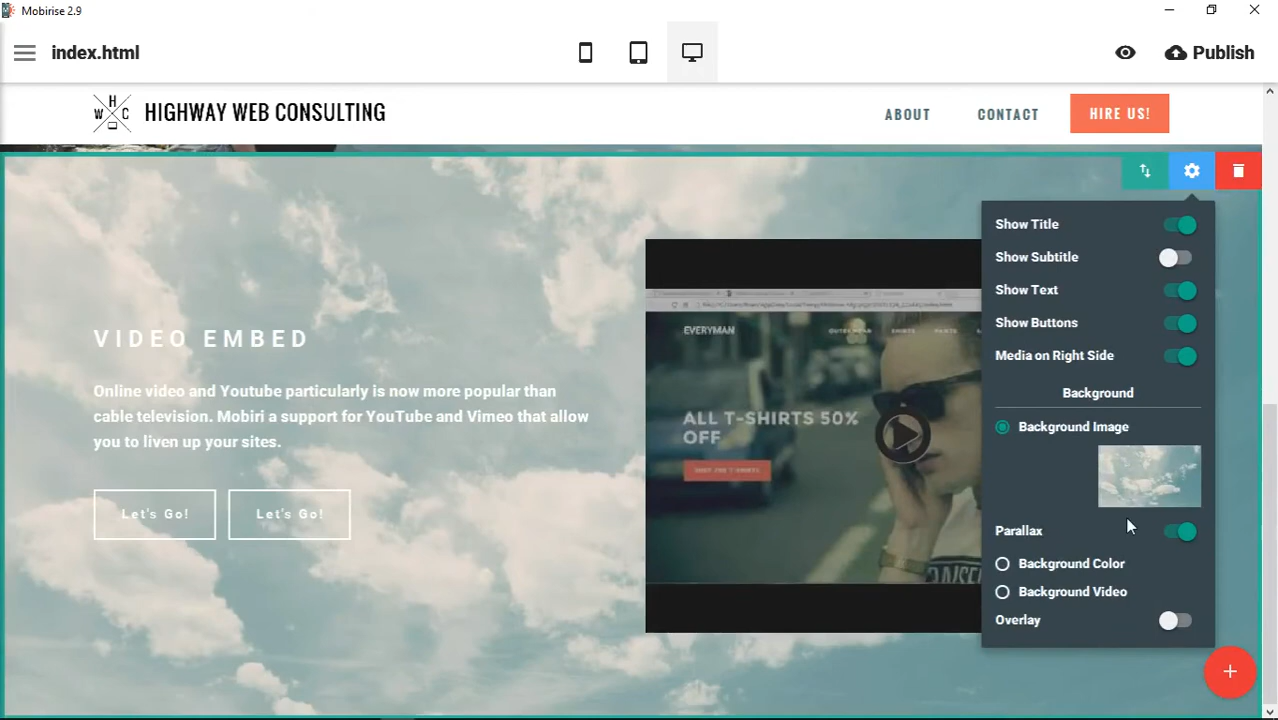 Mobirise 2.9
index.html
Publish
W H C
HIGHWAY WEB CONSULTING
ABOUT
CONTACT
HIRE US!
Show Title
Show Subtitle
Show Text
Show Buttons
Media on Right Side
Background
Background Image
Parallax
Background Color
Background Video
Overlay
VIDEO EMBED
Online video and Youtube particularly is now more popular than
cable television. Mobiri a support for YouTube and Vimeo that allow
you to liven up your sites.
Let's Go!
Let's Go!
EVERYMAN
OUTERWEAR
SHIRTS
PANTS
ALL T-SHIRTS 50%
OFF
+